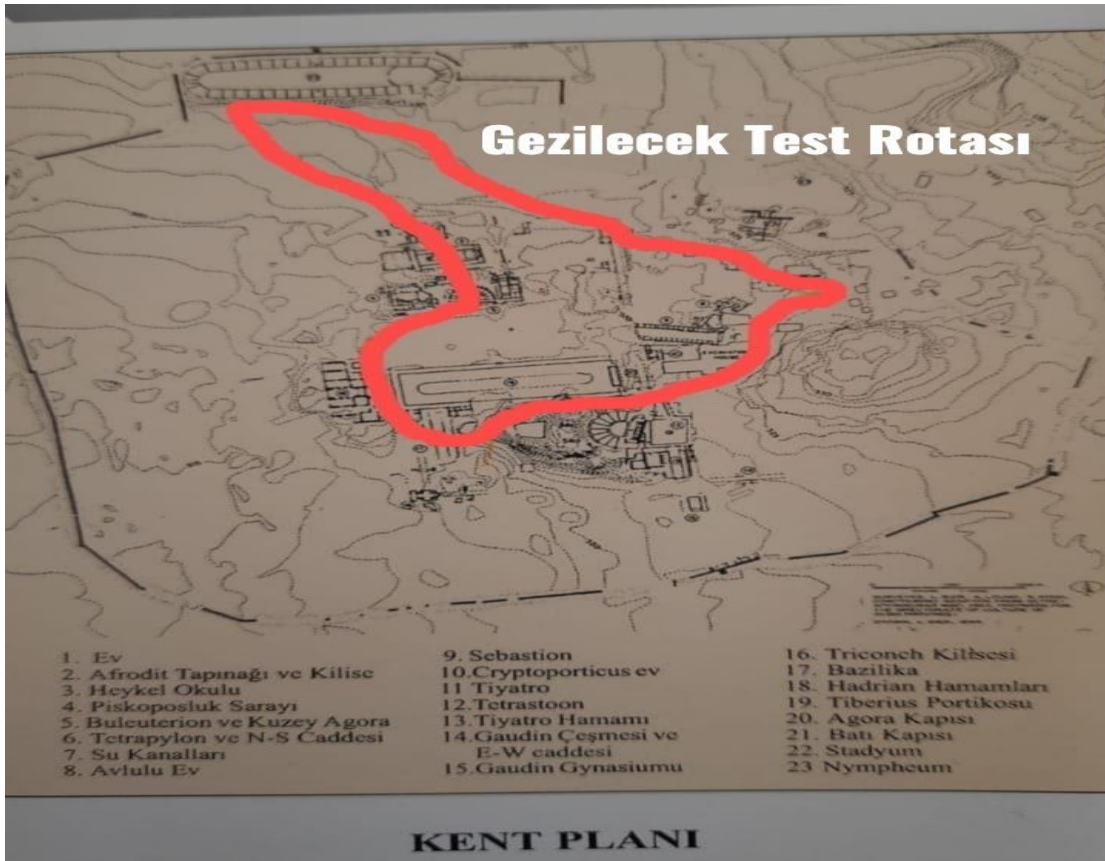 Gezilecek Test Rotası
1. Ev
2. Afrodit Tapınağı ve Kilise
3. Heykel Okulu
4. Piskoposluk Sarayı
5. Buleuterion ve Kuzey Agora
6. Tetrapylon ve N-S Caddesi
7. Su Kanalları
8. Avlulu Ev
9. Sebastion
10.Cryptoporticus ev
11 Tiyatro
12.Tetrastoon
13.Tiyatro Hamamı
14.Gaudin Çeşmesi ve
E-W caddesi
15.Gaudin Gynasiumu
16. Triconch Kilisesi
17. Bazilika
18. Hadrian Hamamları
19. Tiberius Portikosu
20. Agora Kapısı
21. Batı Kapısı
22. Stadyum
23 Nympheum
KENT PLANI